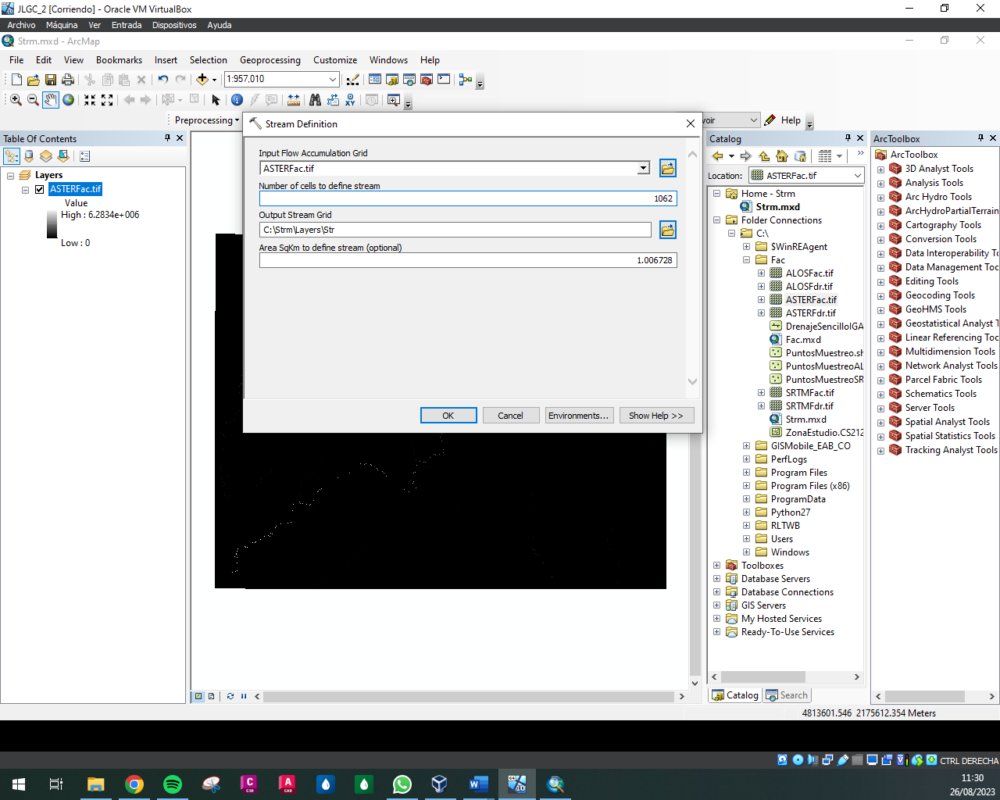 JLGC_2 [Corriendo] - Oracle VM VirtualBox
Archivo Máquina Ver Entrada Dispositivos Ayuda
Strm.mxd - ArcMap
File Edit View Bookmarks Insert Selection Geoprocessing Customize Windows Help
1:957,010
Preprocessing
Help
Table Of Contents
Layers
ASTERFac.tif
Value
High : 6.2834e+006
Low : 0
Stream Definition
Input Flow Accumulation Grid
ASTERFac.tif
Number of cells to define stream
1062
Output Stream Grid
C:\Strm\Layers\Str
Area SqKm to define stream (optional)
1.006728
OK Cancel Environments... Show Help >>
Catalog
Location: ASTERFac.tif
Home - Strm
Strm.mxd
Folder Connections
C:\
$WinREAgent
Fac
ALOSFac.tif
ALOSFdr.tif
ASTERFac.tif
ASTERFdr.tif
DrenajeSencilloIGA
Fac.mxd
PuntosMuestreo.sh
PuntosMuestreoAL
PuntosMuestreoSR
SRTMFac.tif
SRTMFdr.tif
Strm.mxd
ZonaEstudio.CS212
GISMobile_EAB_CO
PerfLogs
Program Files
Program Files (x86)
ProgramData
Python27
RLTWB
Users
Windows
Toolboxes
Database Servers
Database Connections
GIS Servers
My Hosted Services
Ready-To-Use Services
Catalog Search
ArcToolbox
ArcToolbox
3D Analyst Tools
Analysis Tools
Arc Hydro Tools
ArcHydroPartialTerrain
Cartography Tools
Conversion Tools
Data Interoperability To
Data Management Toc
Editing Tools
Geocoding Tools
GeoHMS Tools
Geostatistical Analyst T
Linear Referencing Toc
Multidimension Tools
Network Analyst Tools
Parcel Fabric Tools
Schematics Tools
Server Tools
Spatial Analyst Tools
Spatial Statistics Tools
Tracking Analyst Tools
4813601.546 2175612.354 Meters
CTRL DERECHA
11:30
26/08/2023